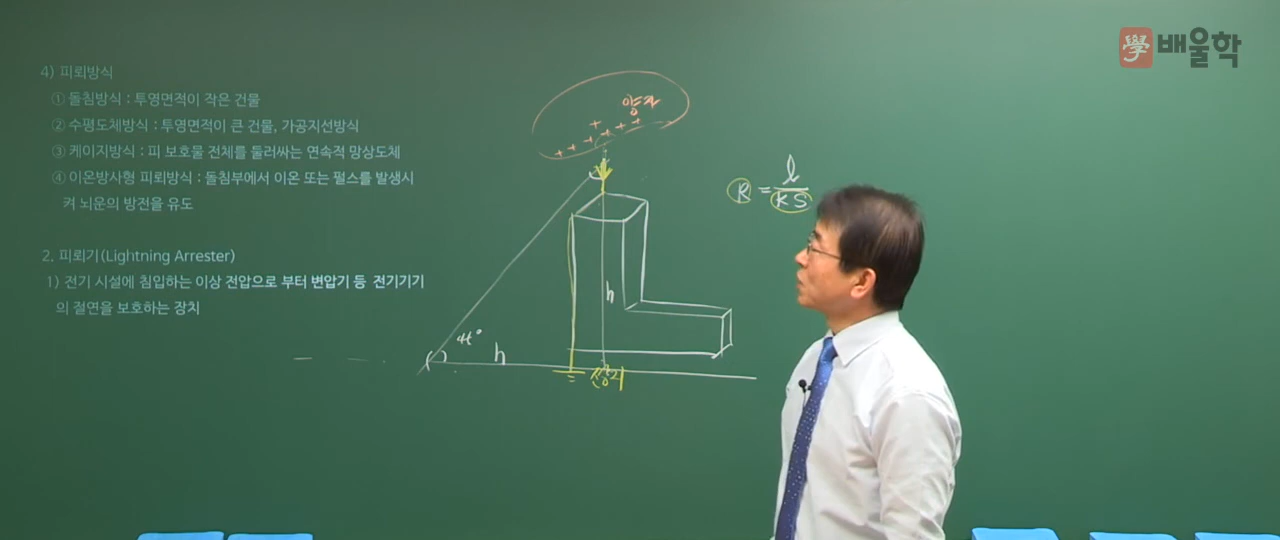 4) 피뢰방식
① 돌침방식 : 투영면적이 작은 건물
② 수평도체방식 : 투영면적이 큰 건물, 가공지선방식
③ 케이지방식 : 피 보호물 전체를 둘러싸는 연속적 망상도체
④ 이온방사형 피뢰방식 : 돌침부에서 이온 또는 펄스를 발생시
켜 뇌운의 방전을 유도
2. 피뢰기(Lightning Arrester)
1) 전기 시설에 침입하는 이상 전압으로 부터 변압기 등 전기기기
의 절연을 보호하는 장치
+ + + + + + +
h
h
R = l
KS
學 배울학